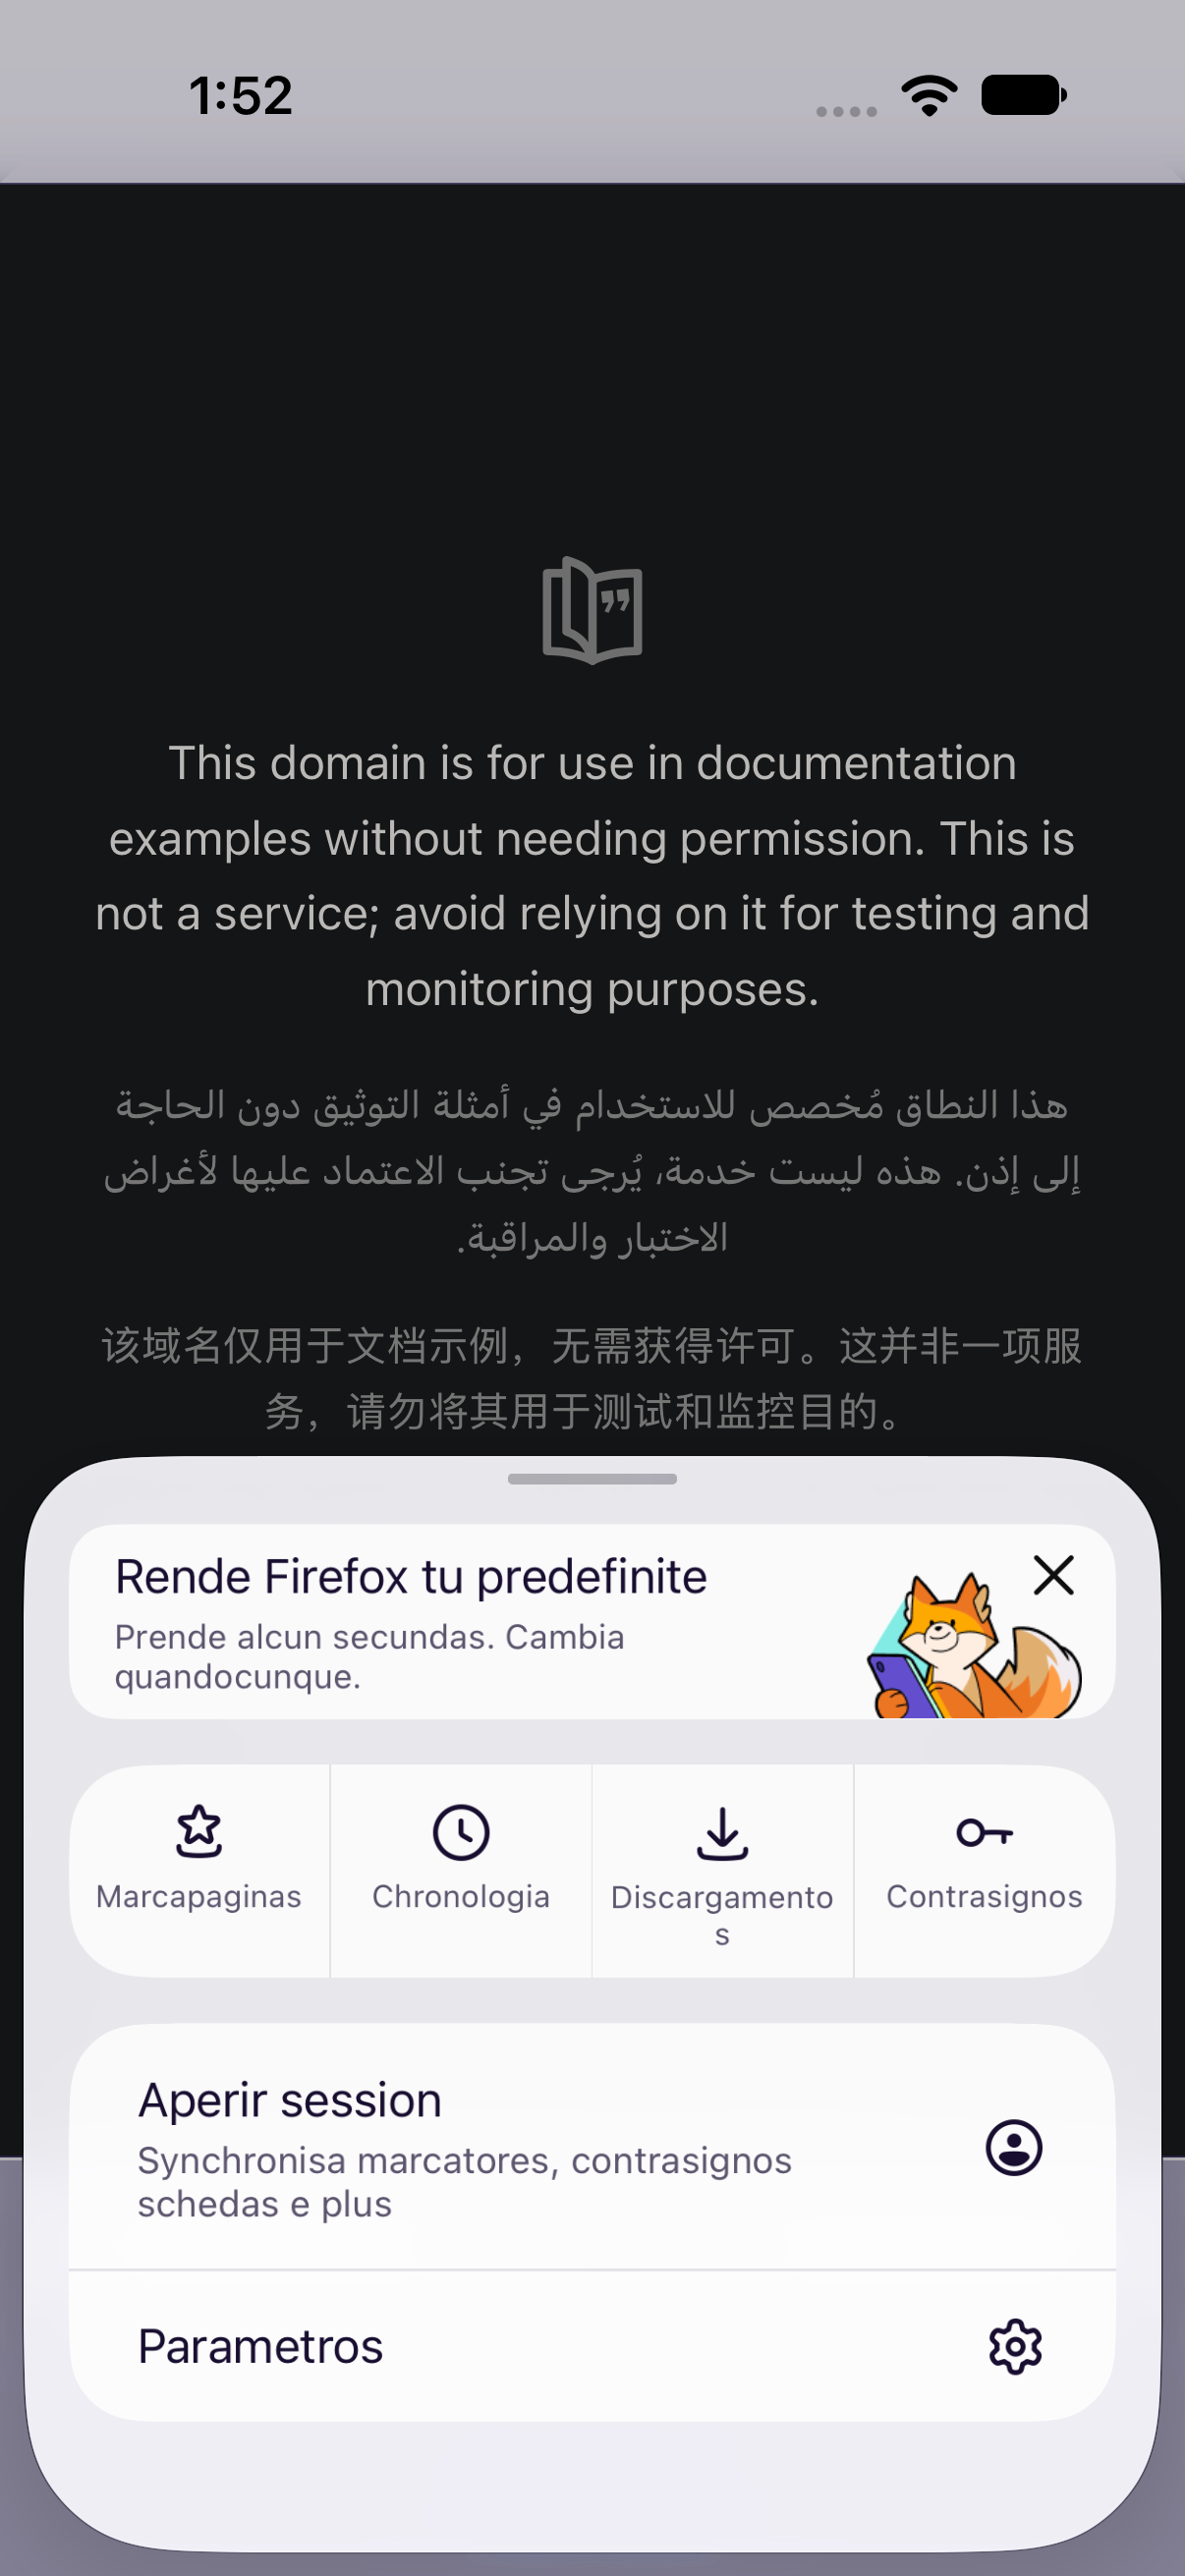 1:52
This domain is for use in documentation
examples without needing permission. This is
not a service; avoid relying on it for testing and
monitoring purposes.
هذا النطاق مُخصص للاستخدام في أمثلة التوثيق دون الحاجة
إلى إذن. هذه ليست خدمة، يُرجى تجنب الاعتماد عليها لأغراض
الاختبار والمراقبة.
该域名仅用于文档示例，无需获得许可。这并非一项服
务，请勿将其用于测试和监控目的。
Rende Firefox tu predefinite
Prende alcun secundas. Cambia
quandocunque.
Marcapaginas
Chronologia
Discargamento
s
Contrasignos
Aperir session
Synchronisa marcatores, contrasignos
schedas e plus
Parametros